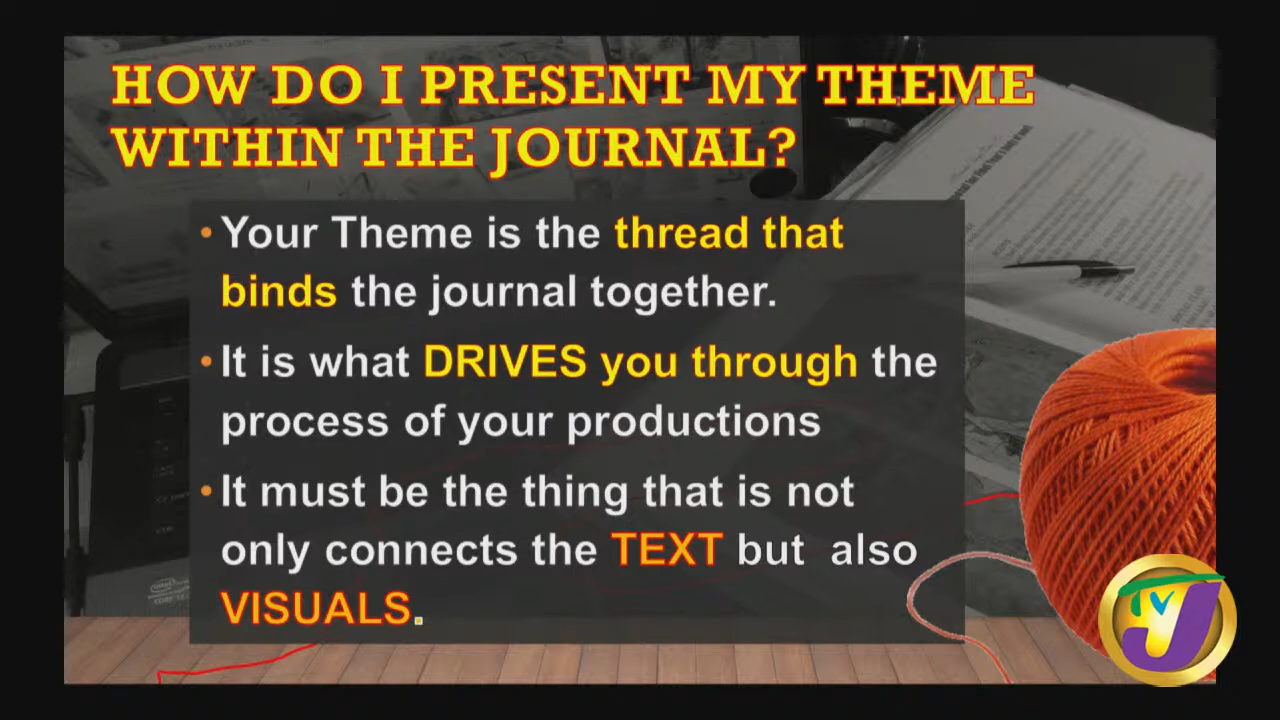 HOW DO I PRESENT MY THEME
WITHIN THE JOURNAL?
• Your Theme is the thread that
binds the journal together.
• It is what DRIVES you through the
process of your productions
• It must be the thing that is not
only connects the TEXT but also
VISUALS.
TVJ